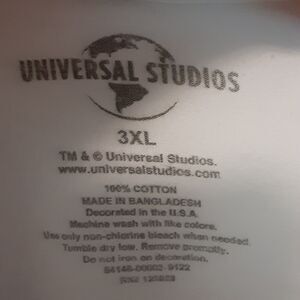 UNIVERSAL STUDIOS
3XL
TM & © Universal Studios.
www.universalstudios.com
100% COTTON
MADE IN BANGLADESH
Decorated in the U.S.A.
Machine wash with like colors.
Use only non-chlorine bleach when needed.
Tumble dry low. Remove promptly.
Do not iron on decoration.